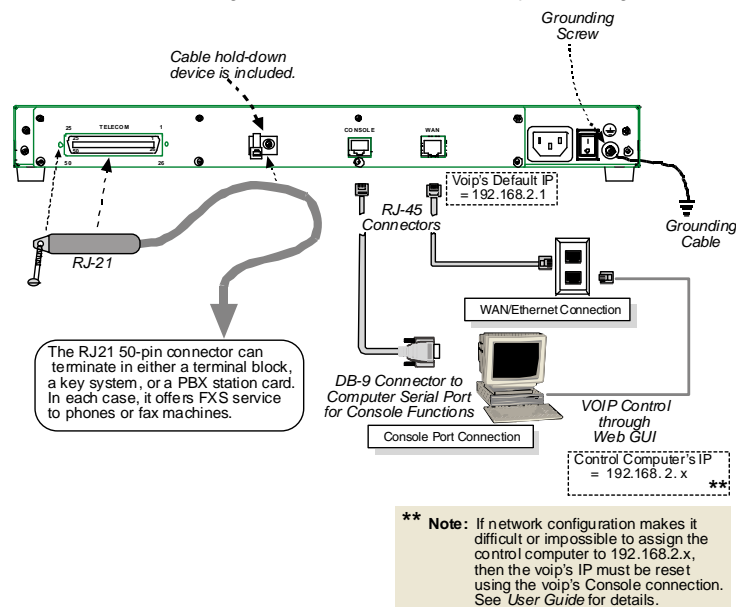 Grounding
Screw
Cable hold-down
device is included.
25 TELECOM 1
25 1
50 26
50 26
CONSOLE
WAN
Voip's Default IP
= 192.168.2.1
RJ-45
Connectors
Grounding
Cable
RJ-21
WAN/Ethernet Connection
The RJ21 50-pin connector can
terminate in either a terminal block,
a key system, or a PBX station card.
In each case, it offers FXS service
to phones or fax machines.
DB-9 Connector to
Computer Serial Port
for Console Functions
Console Port Connection
VOIP Control
through
Web GUI
Control Computer's IP
= 192.168. 2. x
**
** Note: If network configuration makes it
difficult or impossible to assign the
control computer to 192.168.2.x,
then the voip's IP must be reset
using the voip's Console connection.
See User Guide for details.